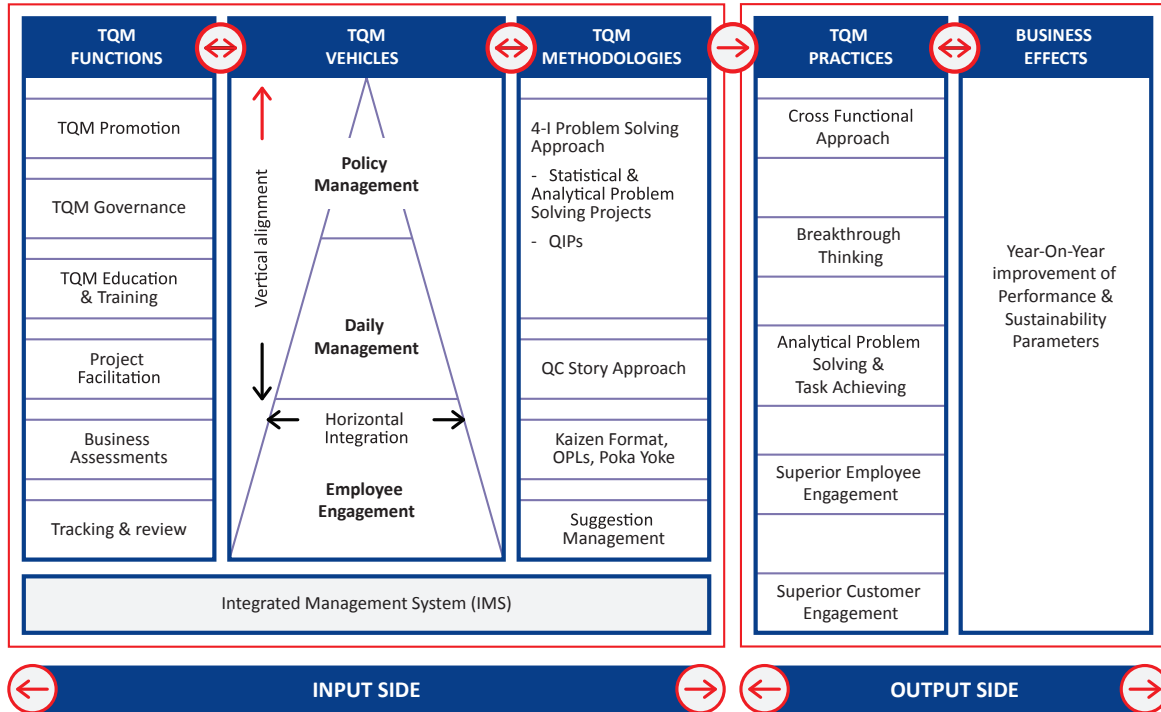 TQM
FUNCTIONS
TQM
VEHICLES
TQM
METHODOLOGIES
TQM
PRACTICES
BUSINESS
EFFECTS
TQM Promotion
TQM Governance
TQM Education
& Training
Project
Facilitation
Business
Assessments
Tracking & review
Vertical alignment
Policy
Management
Daily
Management
Horizontal
Integration
Employee
Engagement
4-I Problem Solving
Approach
- Statistical &
Analytical Problem
Solving Projects
- QIPs
QC Story Approach
Kaizen Format,
OPLs, Poka Yoke
Suggestion
Management
Integrated Management System (IMS)
Cross Functional
Approach
Breakthrough
Thinking
Analytical Problem
Solving &
Task Achieving
Superior Employee
Engagement
Superior Customer
Engagement
Year-On-Year
improvement of
Performance &
Sustainability
Parameters
INPUT SIDE
OUTPUT SIDE